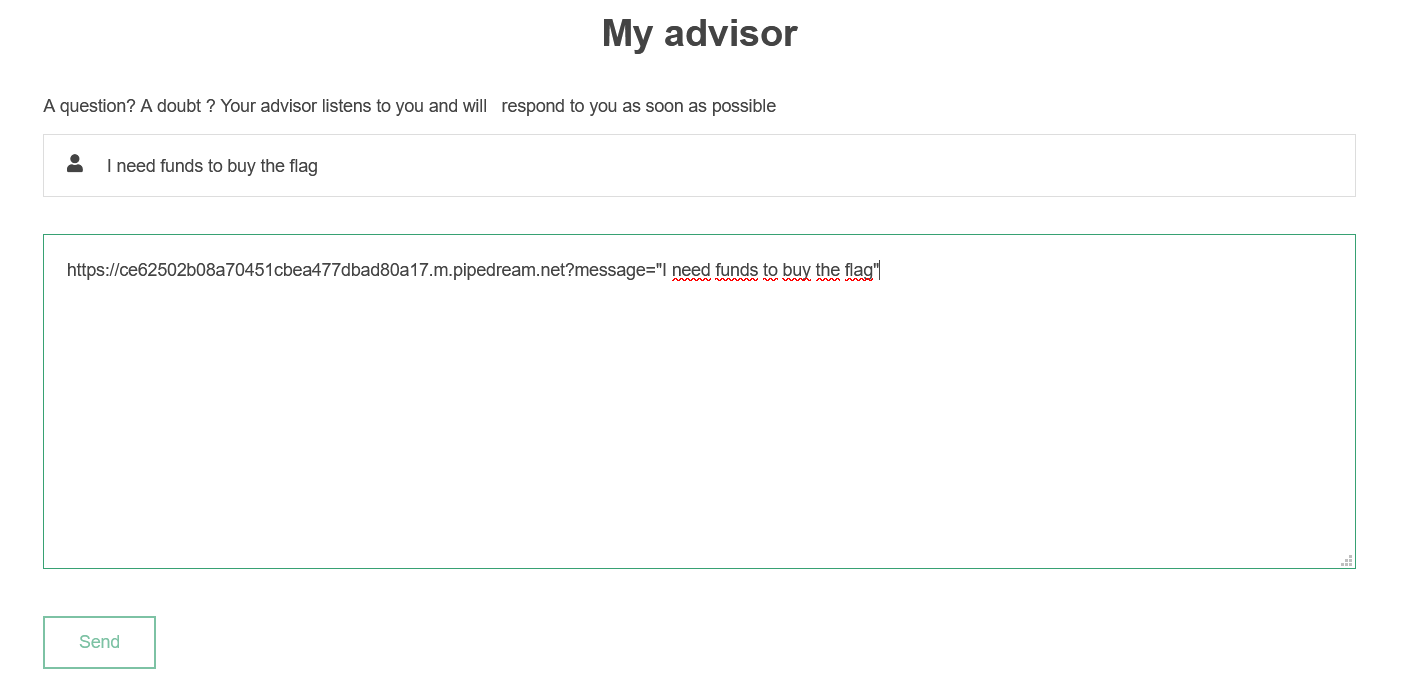 My advisor
A question? A doubt ? Your advisor listens to you and will respond to you as soon as possible
I need funds to buy the flag
https://ce62502b08a70451cbea477dbad80a17.m.pipedream.net?message="I need funds to buy the flag"
Send